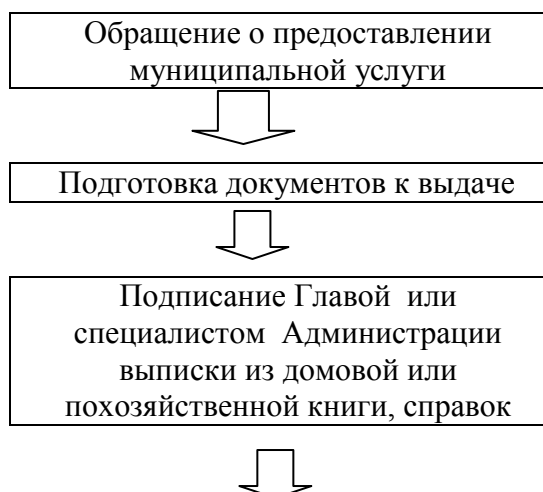 Обращение о предоставлении
муниципальной услуги
Подготовка документов к выдаче
Подписание Главой или
специалистом Администрации
выписки из домовой или
похозяйственной книги, справок